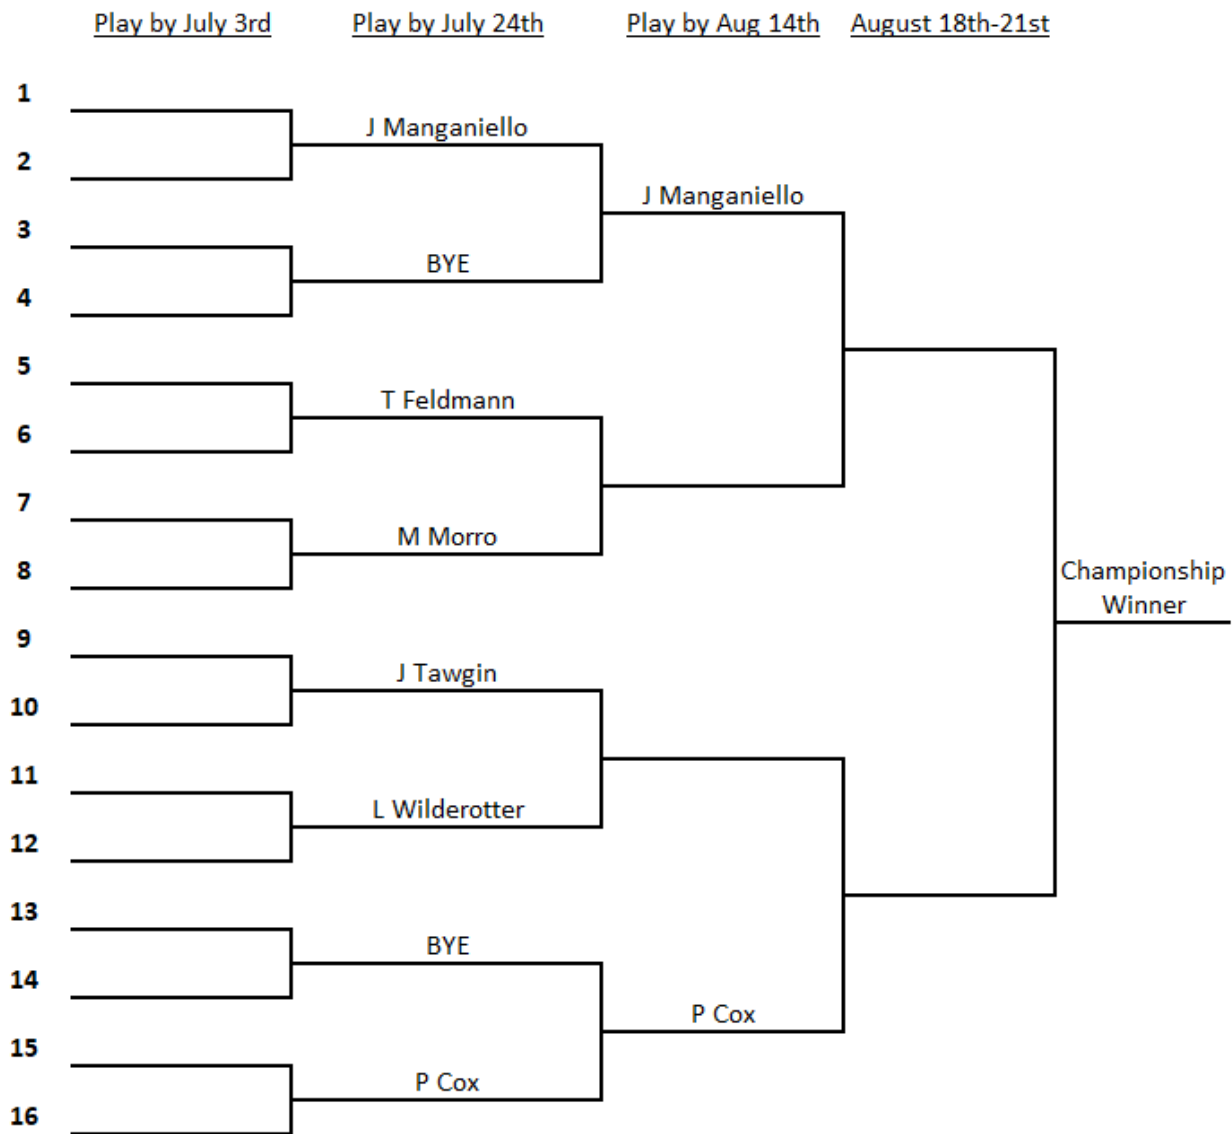 Play by July 3rd Play by July 24th Play by Aug 14th August 18th-21st
1
J Manganiello
2
J Manganiello
3
BYE
4
5
T Feldmann
6
7
M Morro
8
Championship
Winner
9
J Tawgin
10
11
L Wilderotter
12
13
BYE
14
P Cox
15
P Cox
16